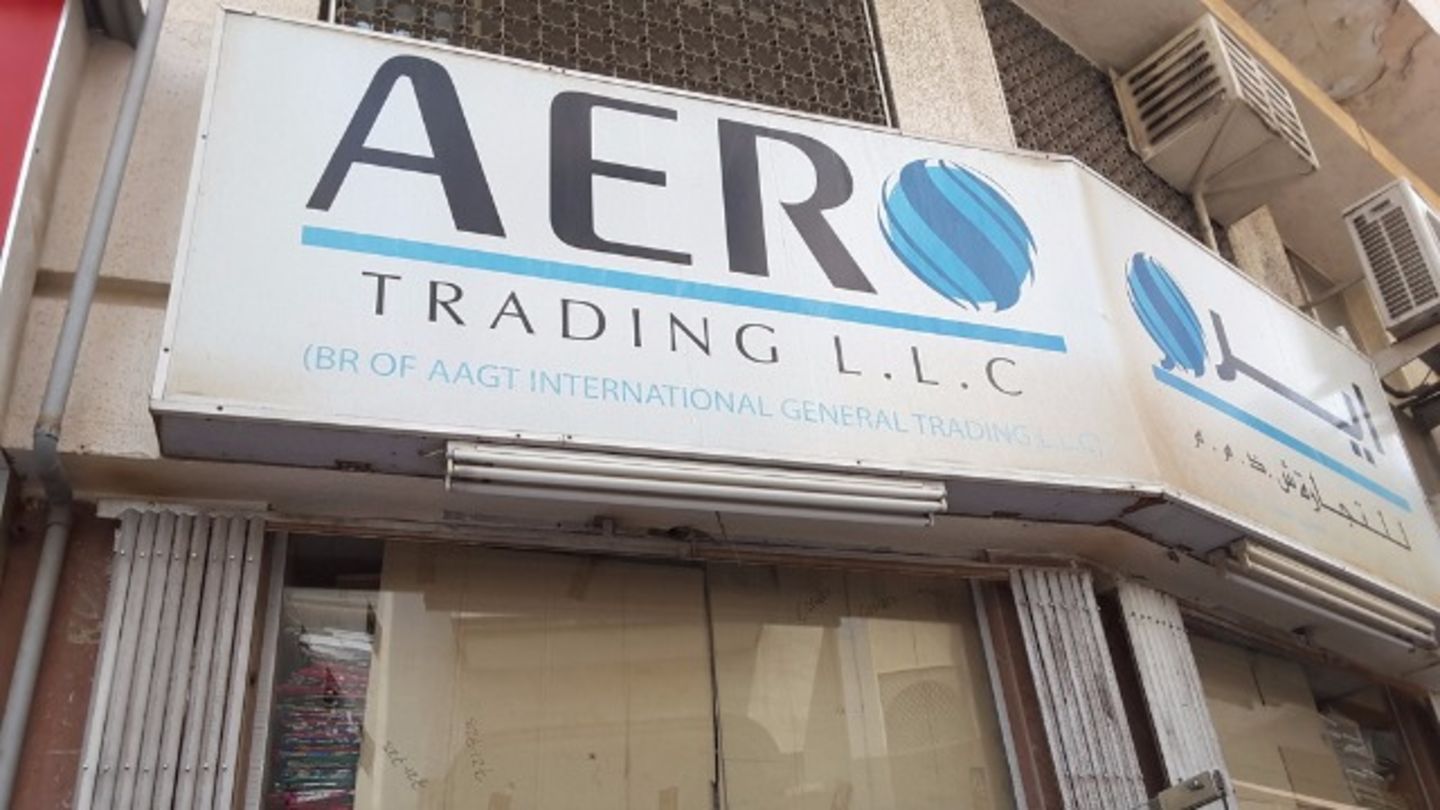 AERO
TRADING L.L.C
(BR OF AAGT INTERNATIONAL GENERAL TRADING L.L.C)
ايرو
للتجارة ش.ذ.م.م